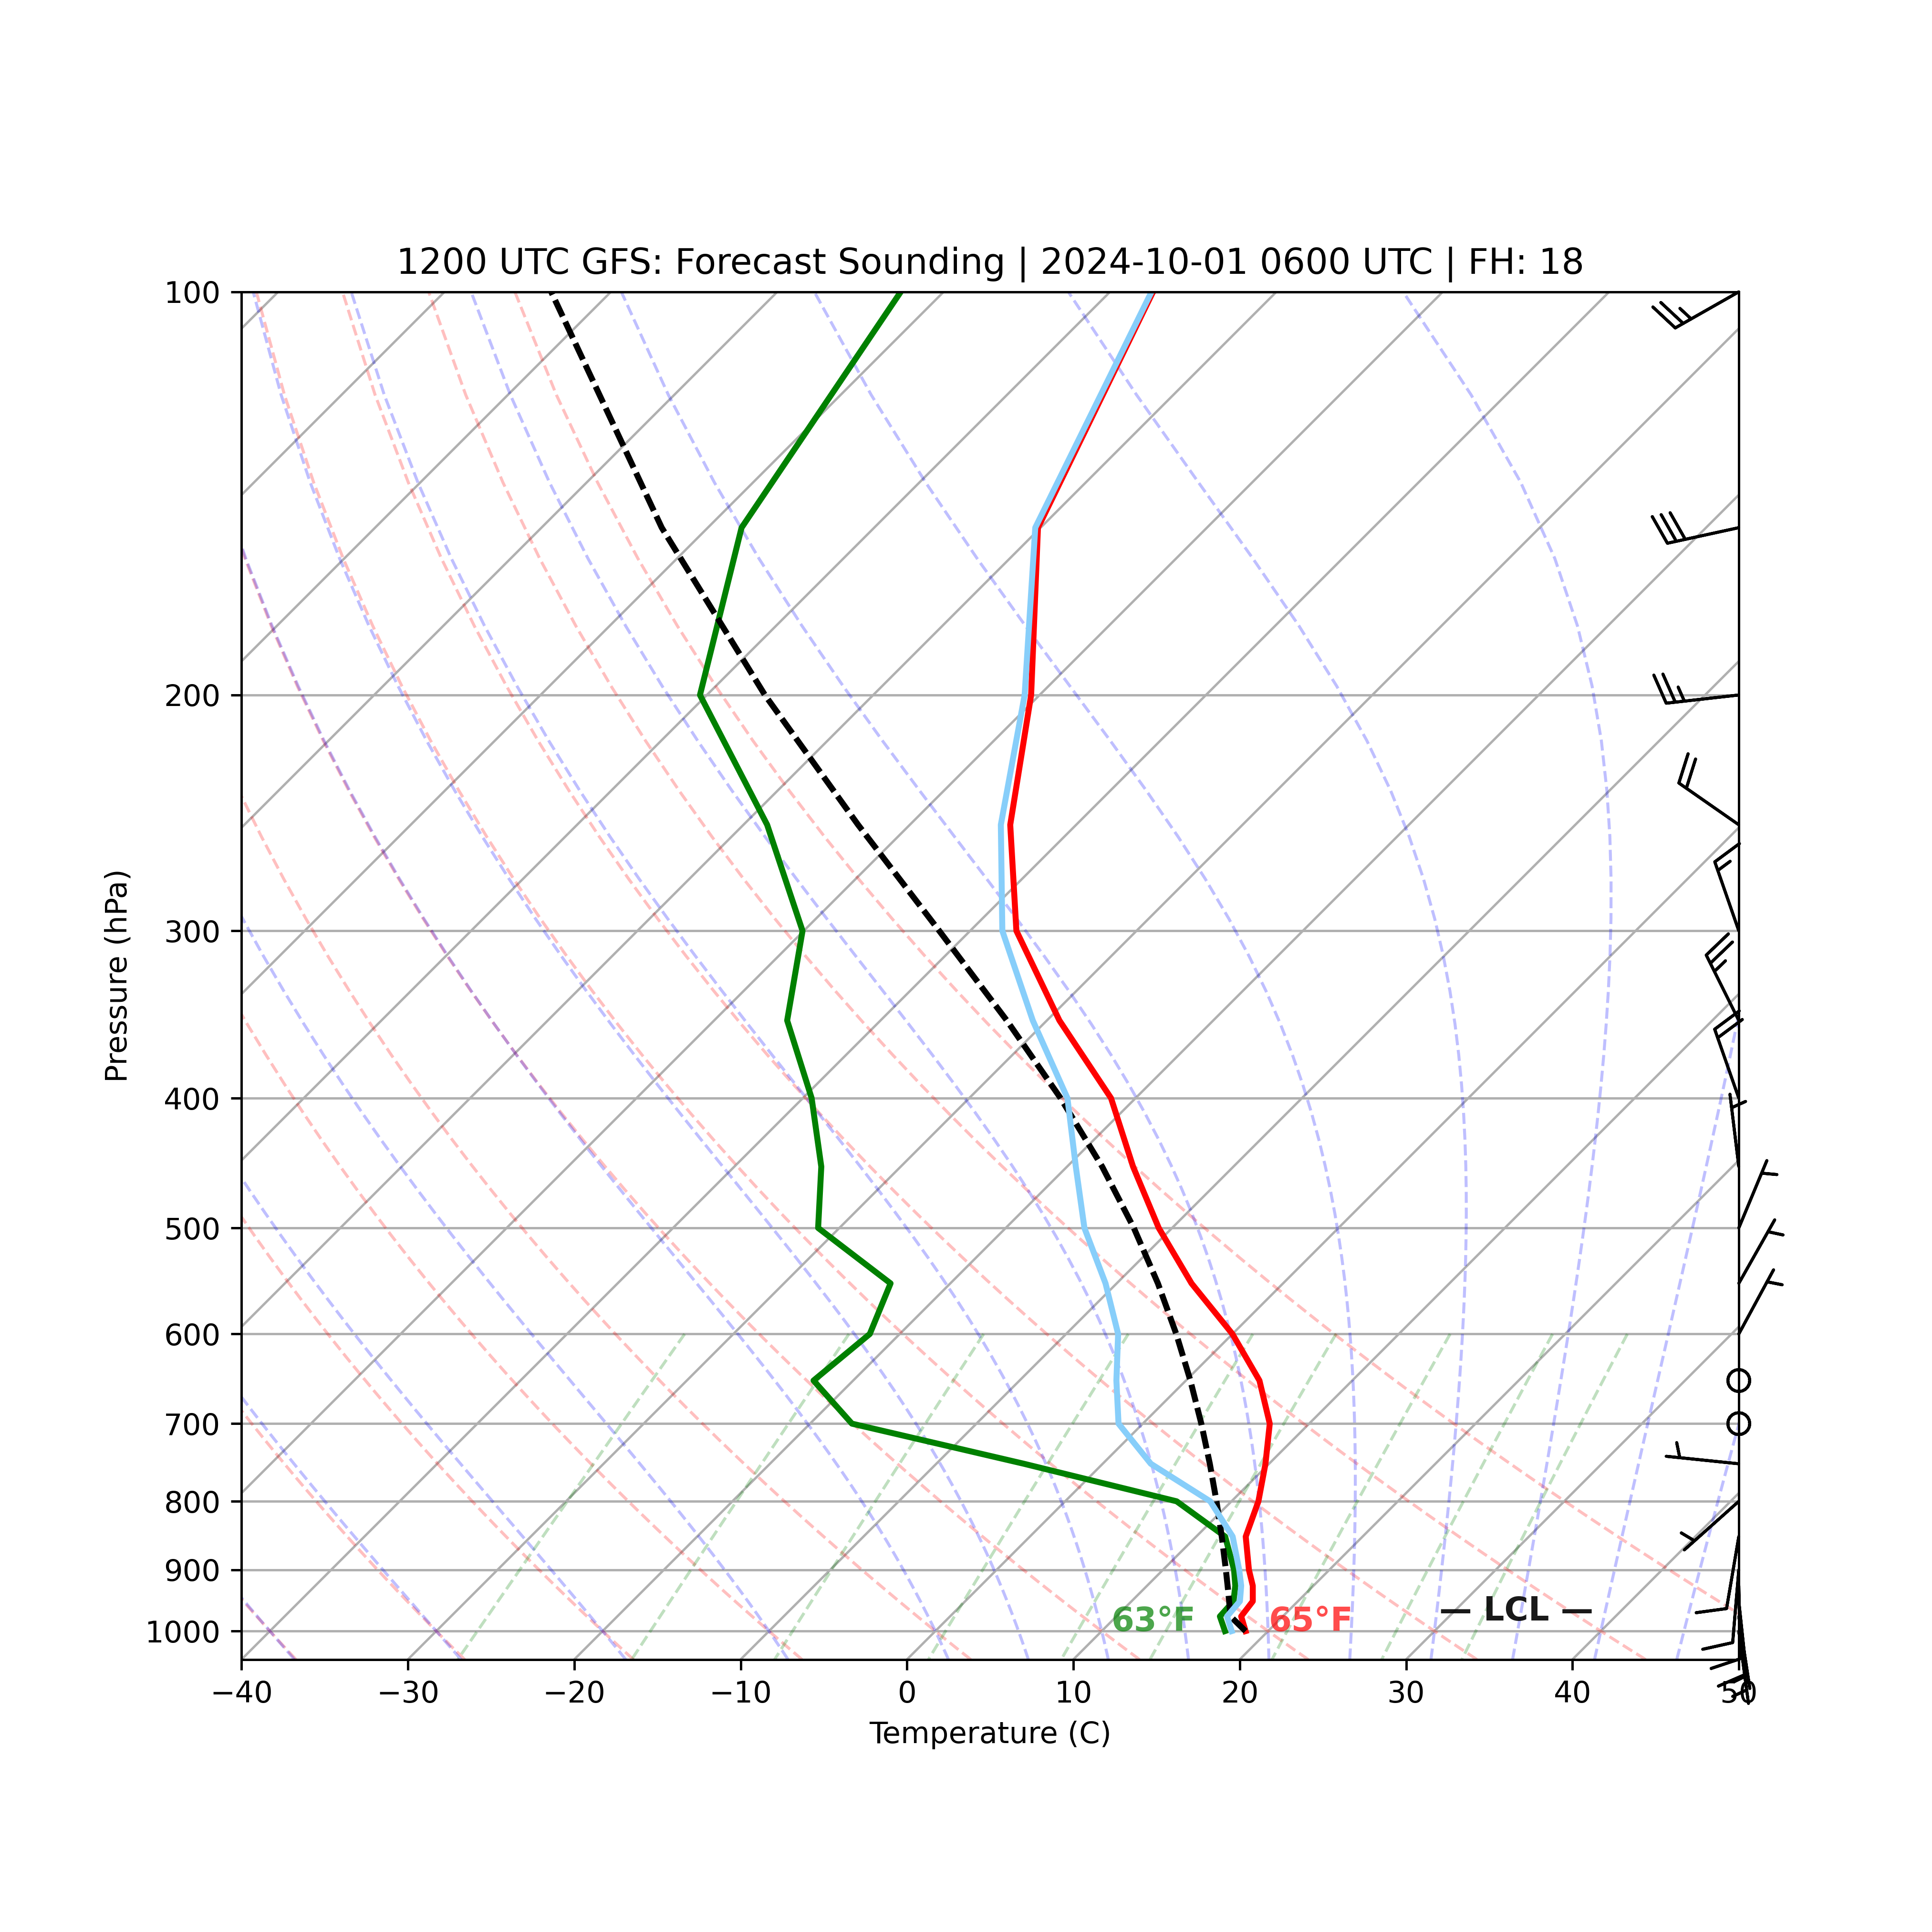 1200 UTC GFS: Forecast Sounding | 2024-10-01 0600 UTC | FH: 18
100
200
300
400
500
600
700
800
900
1000
Pressure (hPa)
63°F
65°F
— LCL —
−40 −30 −20 −10 0 10 20 30 40 50
Temperature (C)